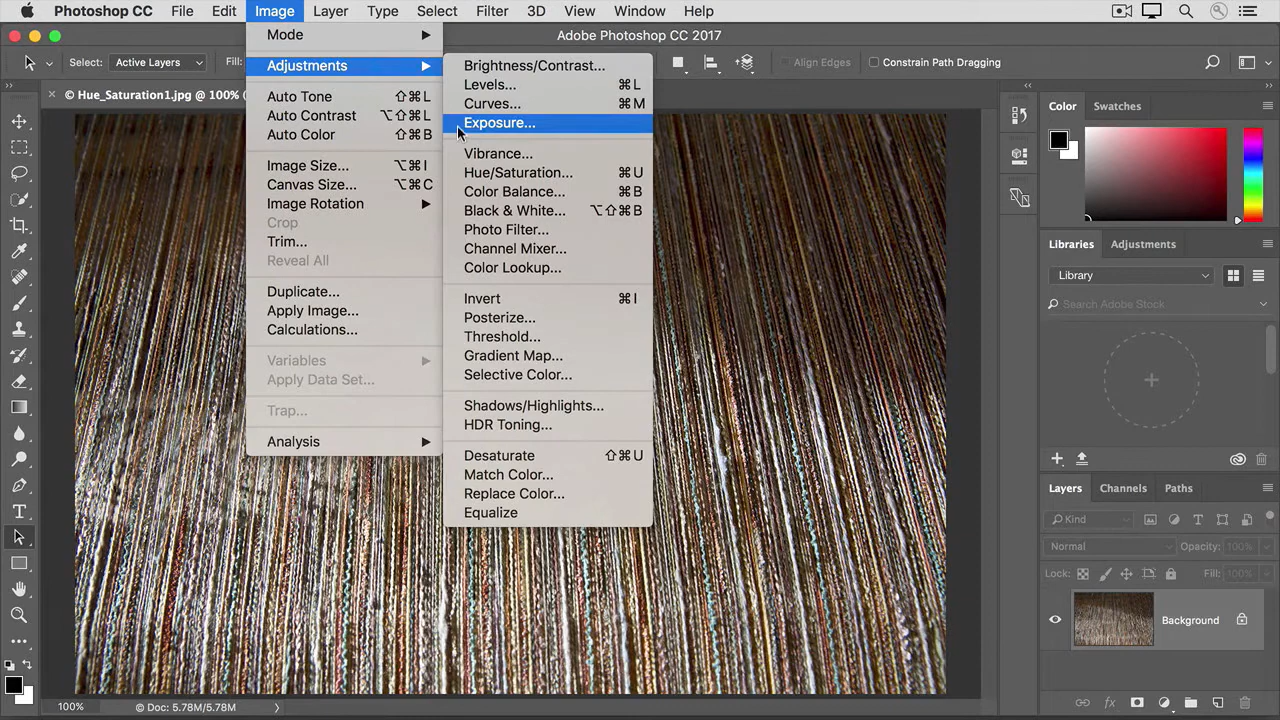 Photoshop CC File Edit Image Layer Type Select Filter 3D View Window Help
Adobe Photoshop CC 2017
Select: Active Layers Fill: Align Edges Constrain Path Dragging
© Hue_Saturation1.jpg @ 100% (
Mode
Adjustments
Auto Tone ⇧⌘L
Auto Contrast ⌥⇧⌘L
Auto Color ⇧⌘B
Image Size... ⌥⌘I
Canvas Size... ⌥⌘C
Image Rotation
Crop
Trim...
Reveal All
Duplicate...
Apply Image...
Calculations...
Variables
Apply Data Set...
Trap...
Analysis
Brightness/Contrast...
Levels... ⌘L
Curves... ⌘M
Exposure...
Vibrance...
Hue/Saturation... ⌘U
Color Balance... ⌘B
Black & White... ⌥⇧⌘B
Photo Filter...
Channel Mixer...
Color Lookup...
Invert ⌘I
Posterize...
Threshold...
Gradient Map...
Selective Color...
Shadows/Highlights...
HDR Toning...
Desaturate ⇧⌘U
Match Color...
Replace Color...
Equalize
Color Swatches
Libraries Adjustments
Library
Search Adobe Stock
Layers Channels Paths
Kind
Normal Opacity: 100%
Lock: Fill: 100%
Background
100% Doc: 5.78M/5.78M